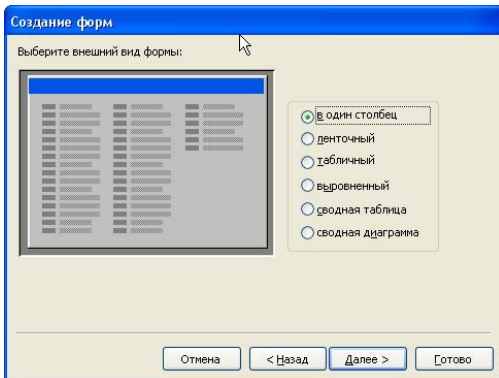 Создание форм
Выберите внешний вид формы:
в один столбец
ленточный
табличный
выровненный
сводная таблица
сводная диаграмма
Отмена
< Назад
Далее >
Готово